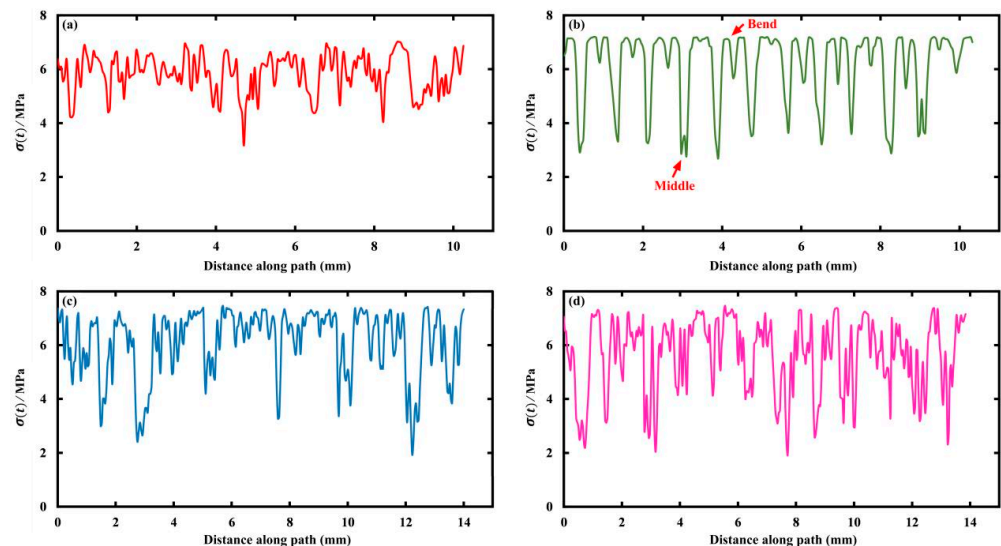 (a)
8
6
4
2
0
σ(t) / MPa
0 2 4 6 8 10
Distance along path (mm)
(b)
Bend
Middle
8
6
4
2
0
σ(t) / MPa
0 2 4 6 8 10
Distance along path (mm)
(c)
8
6
4
2
0
σ(t) / MPa
0 2 4 6 8 10 12 14
Distance along path (mm)
(d)
8
6
4
2
0
σ(t) / MPa
0 2 4 6 8 10 12 14
Distance along path (mm)